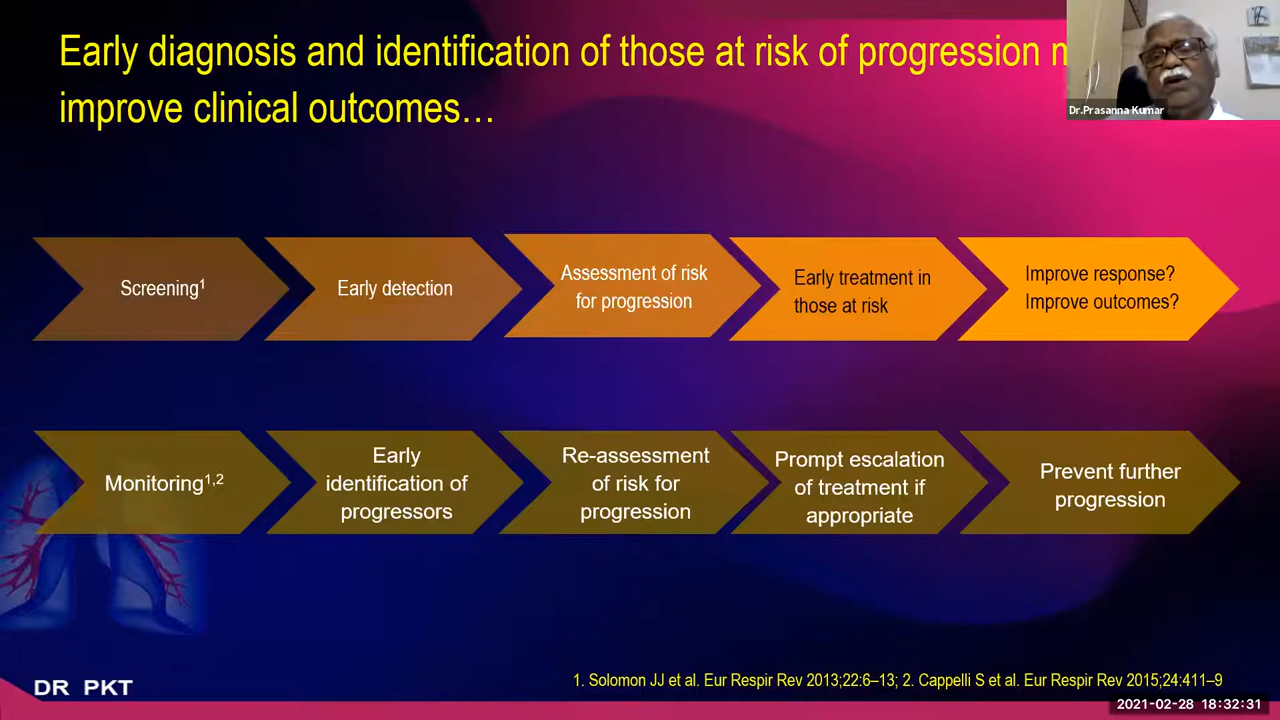 Early diagnosis and identification of those at risk of progression
improve clinical outcomes…
Dr.Prasanna Kumar
Screening¹
Early detection
Assessment of risk
for progression
Early treatment in
those at risk
Improve response?
Improve outcomes?
Monitoring¹,²
Early
identification of
progressors
Re-assessment
of risk for
progression
Prompt escalation
of treatment if
appropriate
Prevent further
progression
1. Solomon JJ et al. Eur Respir Rev 2013;22:6–13; 2. Cappelli S et al. Eur Respir Rev 2015;24:411–9
DR PKT
2021-02-28 18:32:31